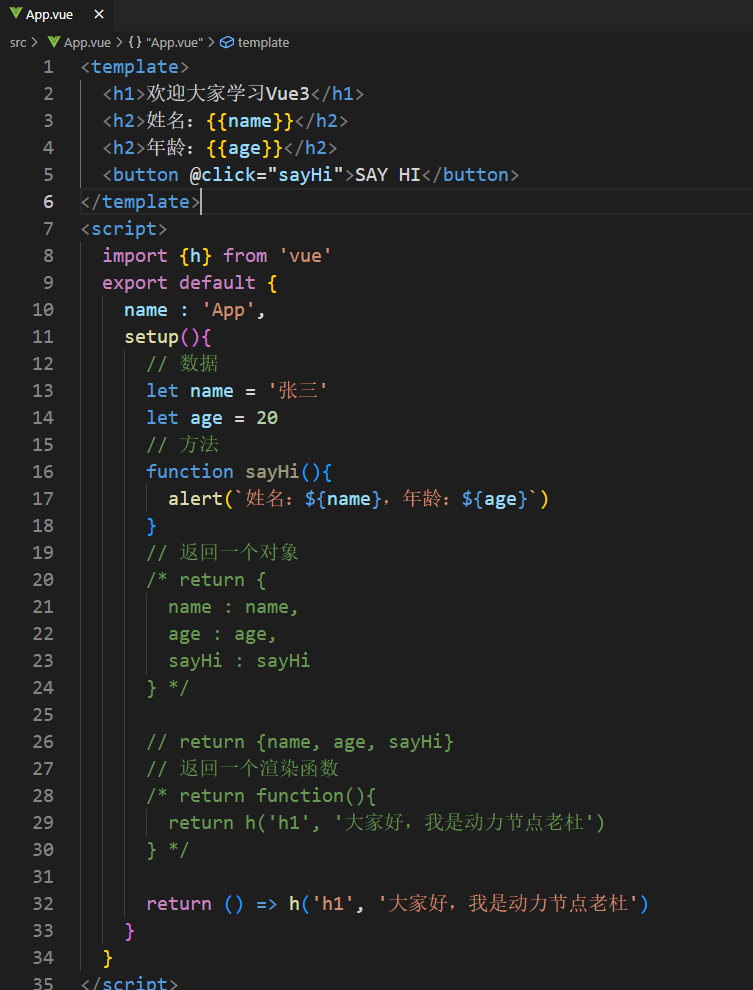 App.vue ×
src > App.vue > {} "App.vue" > template
1 <template>
2   <h1>欢迎大家学习Vue3</h1>
3   <h2>姓名：{{name}}</h2>
4   <h2>年龄：{{age}}</h2>
5   <button @click="sayHi">SAY HI</button>
6 </template>
7 <script>
8   import {h} from 'vue'
9   export default {
10     name : 'App',
11     setup(){
12       // 数据
13       let name = '张三'
14       let age = 20
15       // 方法
16       function sayHi(){
17         alert(`姓名：${name}，年龄：${age}`)
18       }
19       // 返回一个对象
20       /* return {
21         name : name,
22         age : age,
23         sayHi : sayHi
24       } */
25
26       // return {name, age, sayHi}
27       // 返回一个渲染函数
28       /* return function(){
29         return h('h1', '大家好，我是动力节点老杜')
30       } */
31
32       return () => h('h1', '大家好，我是动力节点老杜')
33     }
34   }
35 </script>